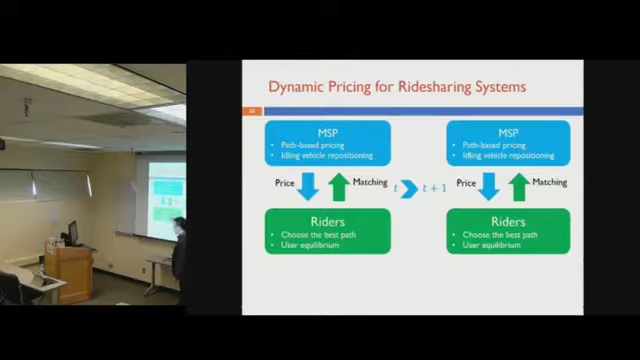 Dynamic Pricing for Ridesharing Systems
MSP
• Path-based pricing
• Idling vehicle repositioning
Price
Matching
Riders
• Choose the best path
• User equilibrium
t
t + 1
MSP
• Path-based pricing
• Idling vehicle repositioning
Price
Matching
Riders
• Choose the best path
• User equilibrium